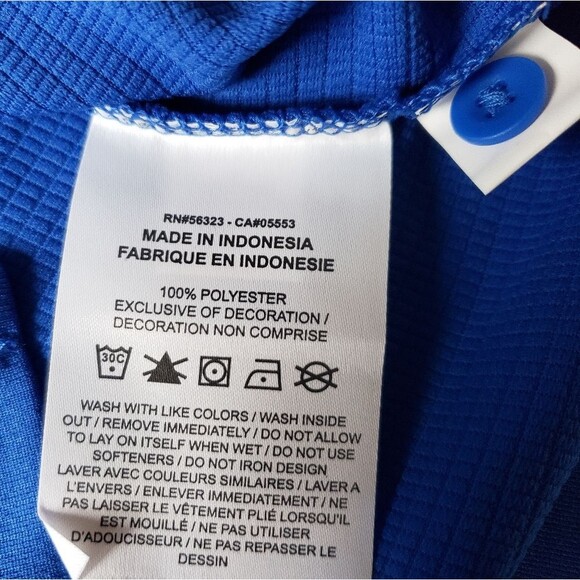 RN#56323 - CA#05553
MADE IN INDONESIA
FABRIQUE EN INDONESIE
100% POLYESTER
EXCLUSIVE OF DECORATION /
DECORATION NON COMPRISE
30C
WASH WITH LIKE COLORS / WASH INSIDE
OUT / REMOVE IMMEDIATELY / DO NOT ALLOW
TO LAY ON ITSELF WHEN WET / DO NOT USE
SOFTENERS / DO NOT IRON DESIGN
LAVER AVEC COULEURS SIMILAIRES / LAVER A
L'ENVERS / ENLEVER IMMEDIATEMENT / NE
PAS LAISSER LE VÊTEMENT PLIÉ LORSQU'IL
EST MOUILLÉ / NE PAS UTILISER
D'ADOUCISSEUR / NE PAS REPASSER LE
DESSIN